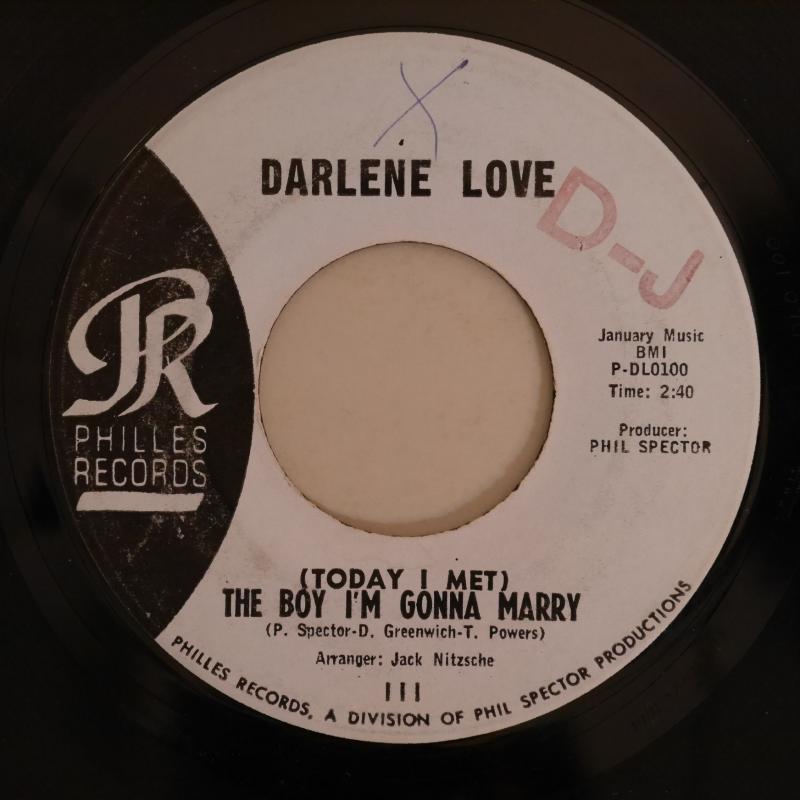 DARLENE LOVE
D-J
PHILLES
RECORDS
January Music
BMI
P-DL0100
Time: 2:40
Producer:
PHIL SPECTOR
(TODAY I MET)
THE BOY I'M GONNA MARRY
(P. Spector-D. Greenwich-T. Powers)
Arranger: Jack Nitzsche
111
PHILLES RECORDS, A DIVISION OF PHIL SPECTOR PRODUCTIONS